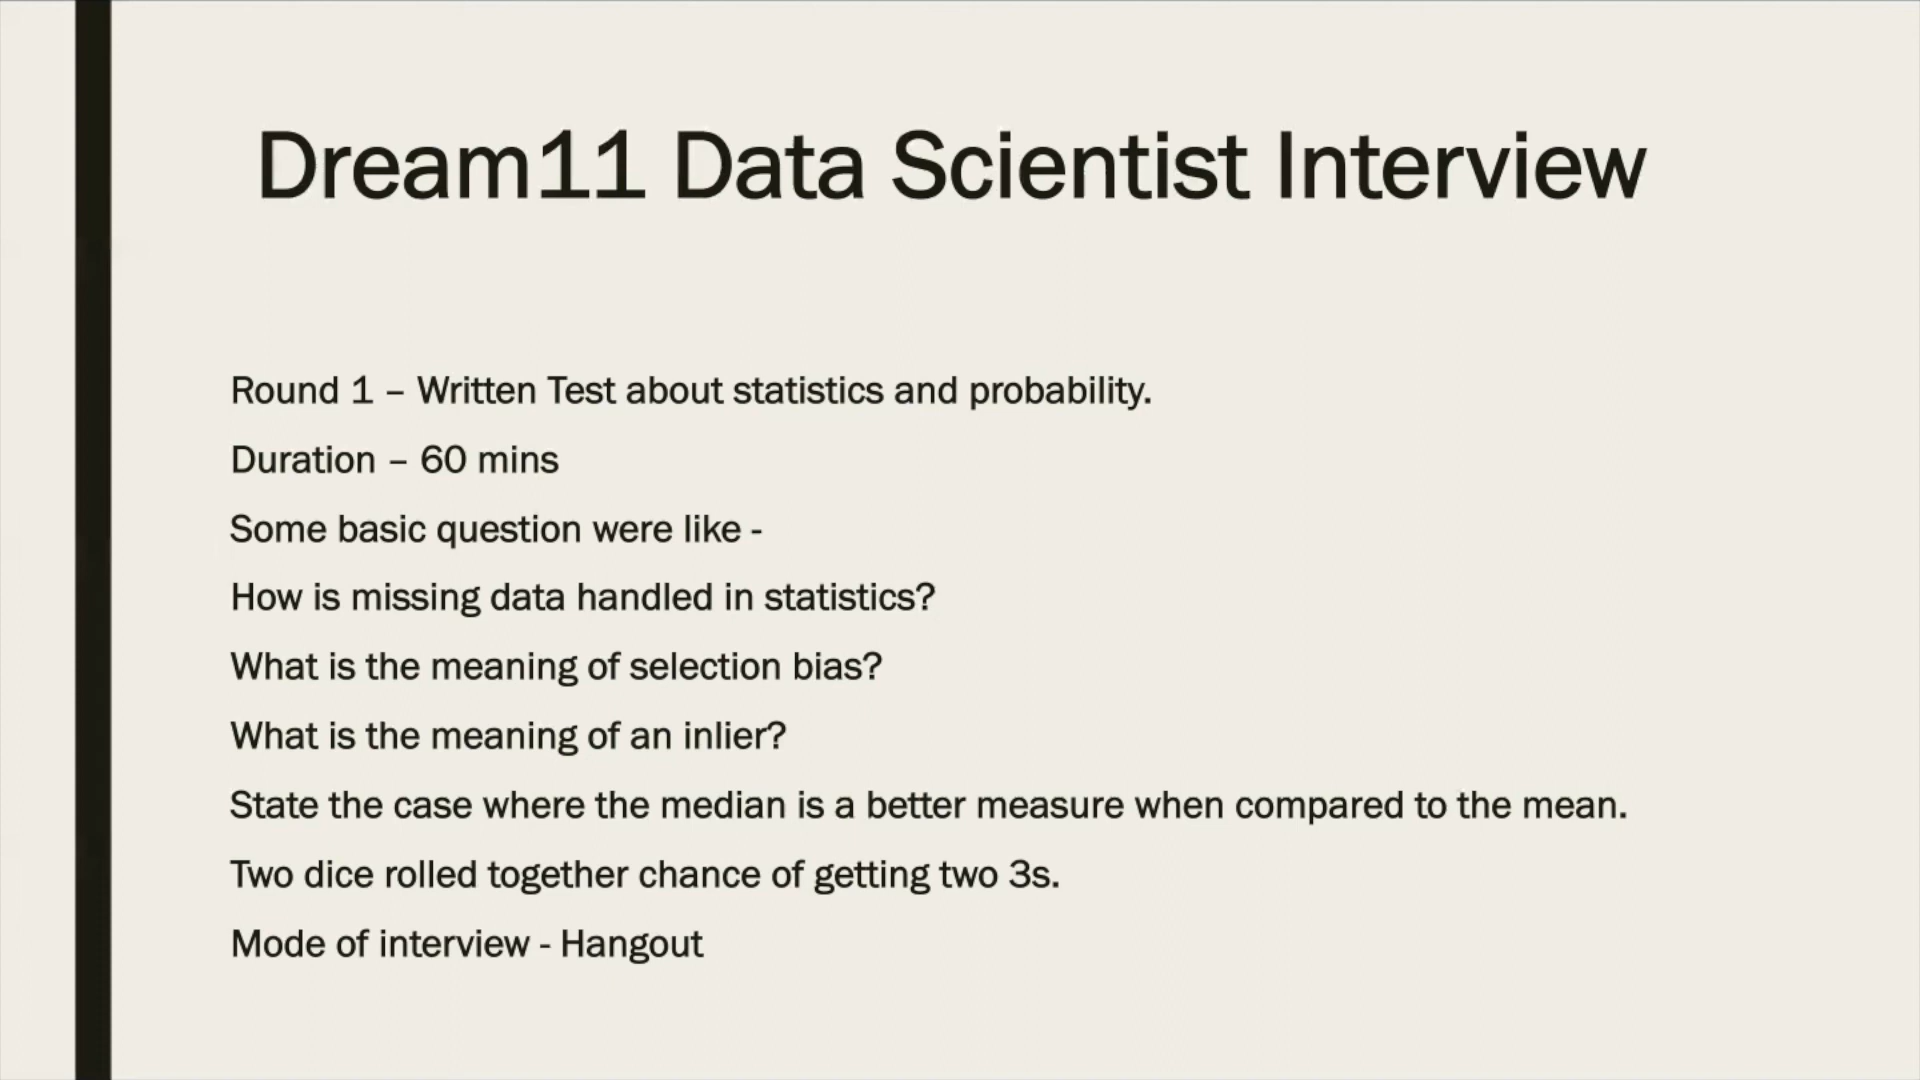 Dream11 Data Scientist Interview
Round 1 – Written Test about statistics and probability.
Duration – 60 mins
Some basic question were like -
How is missing data handled in statistics?
What is the meaning of selection bias?
What is the meaning of an inlier?
State the case where the median is a better measure when compared to the mean.
Two dice rolled together chance of getting two 3s.
Mode of interview - Hangout